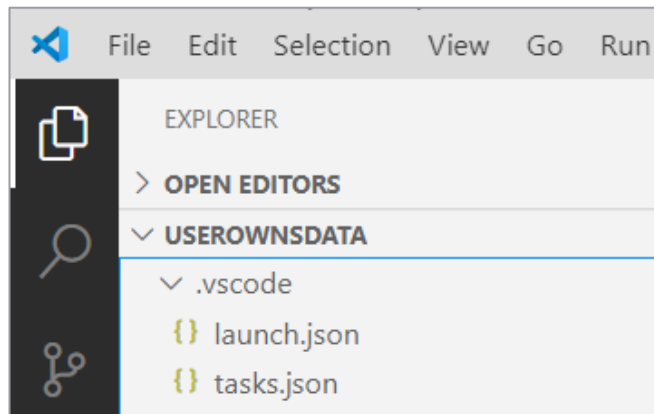 File Edit Selection View Go Run
EXPLORER
OPEN EDITORS
USEROWNSDATA
.vscode
{} launch.json
{} tasks.json